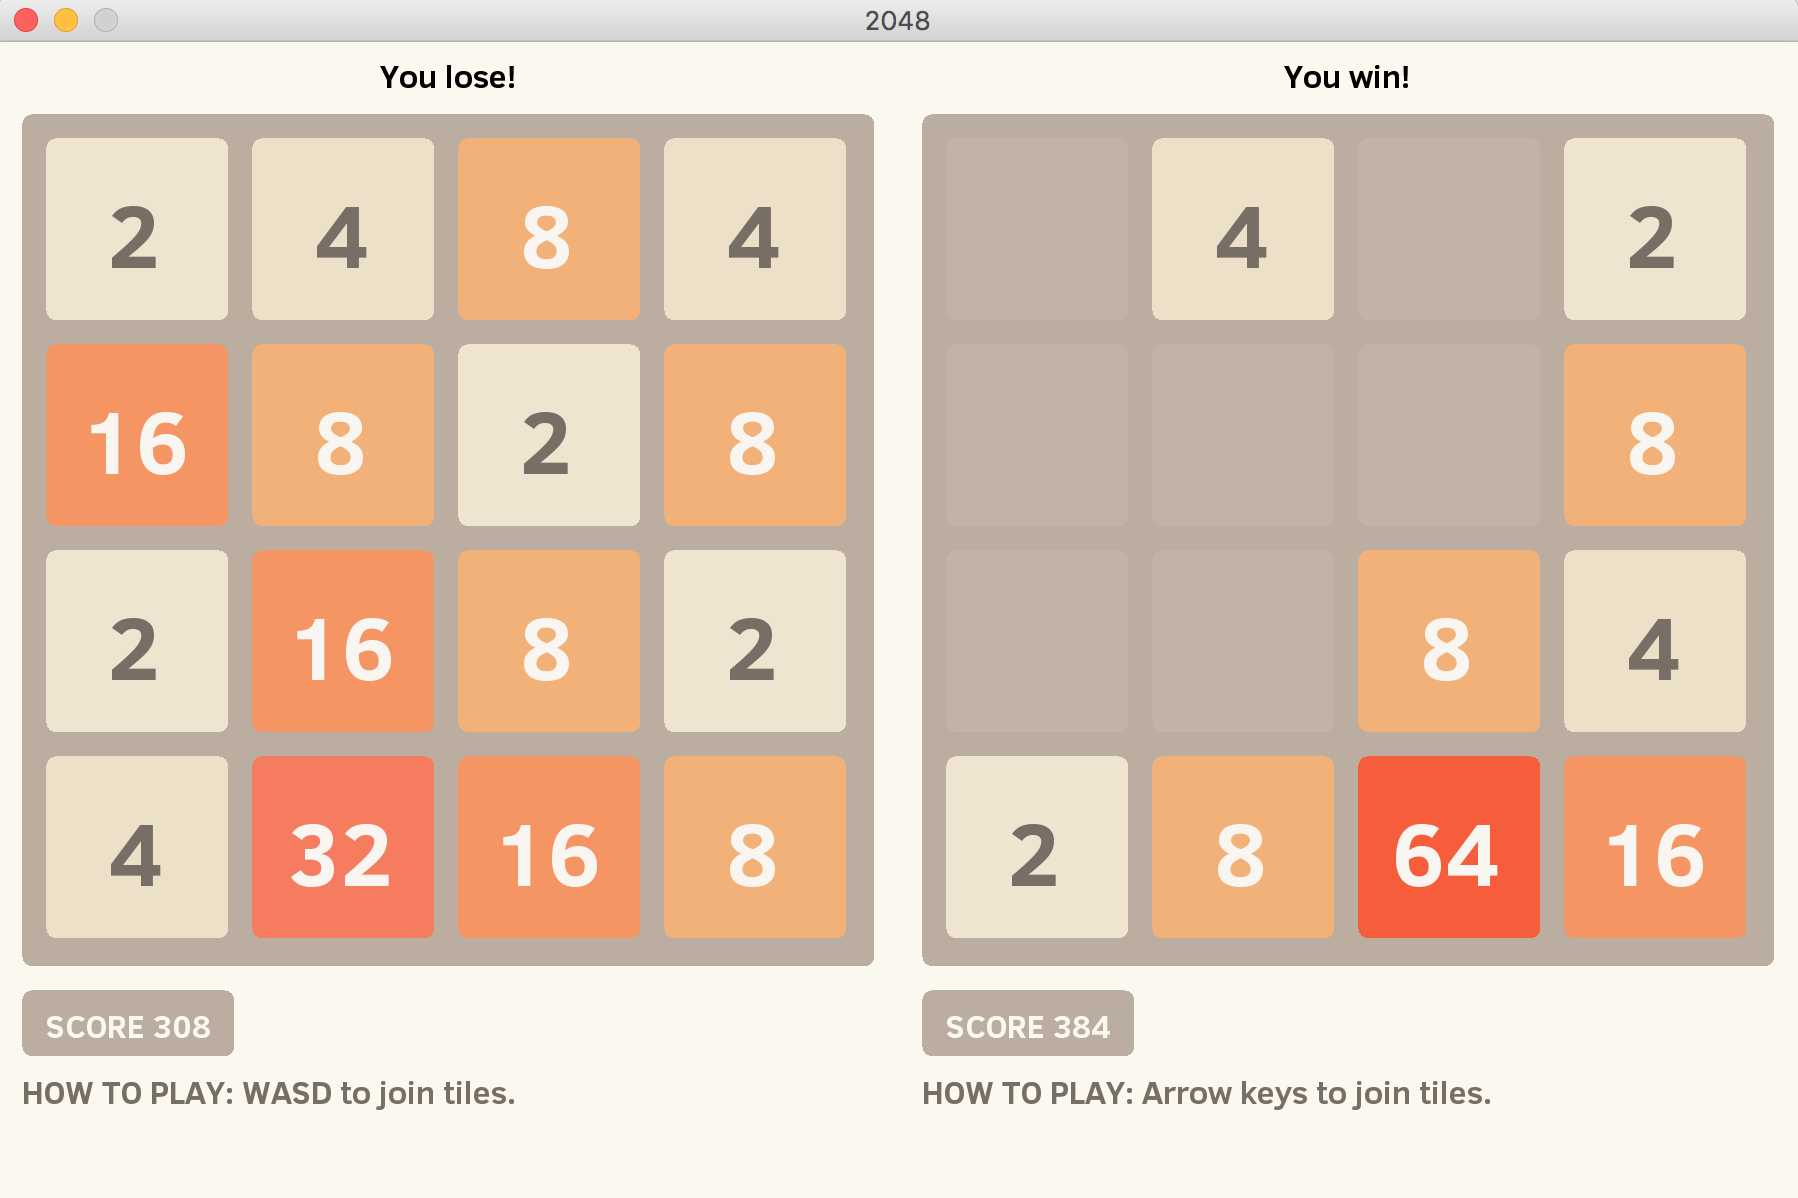 2048
You lose!
You win!
2 4 8 4
16 8 2 8
2 16 8 2
4 32 16 8
SCORE 308
HOW TO PLAY: WASD to join tiles.
4 2
8
8 4
2 8 64 16
SCORE 384
HOW TO PLAY: Arrow keys to join tiles.